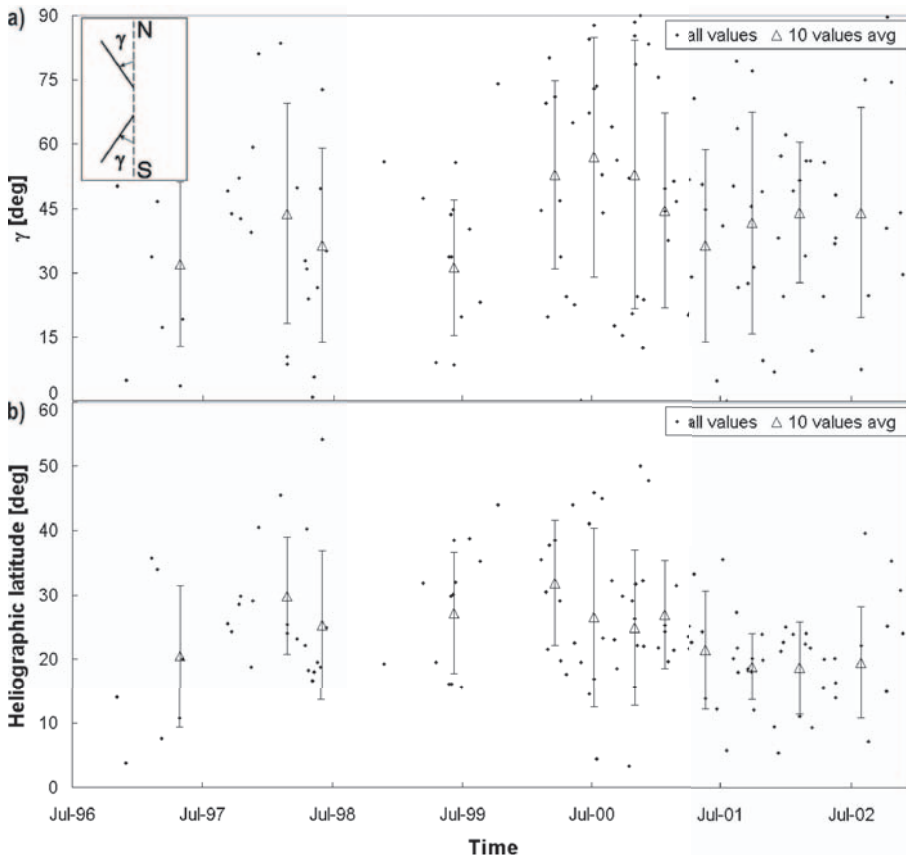 a)
90
75
60
45
30
15
0
γ [deg]
N
γ
γ
S
all values
10 values avg
b)
60
50
40
30
20
10
0
Heliographic latitude [deg]
all values
10 values avg
Jul-96
Jul-97
Jul-98
Jul-99
Jul-00
Jul-01
Jul-02
Time